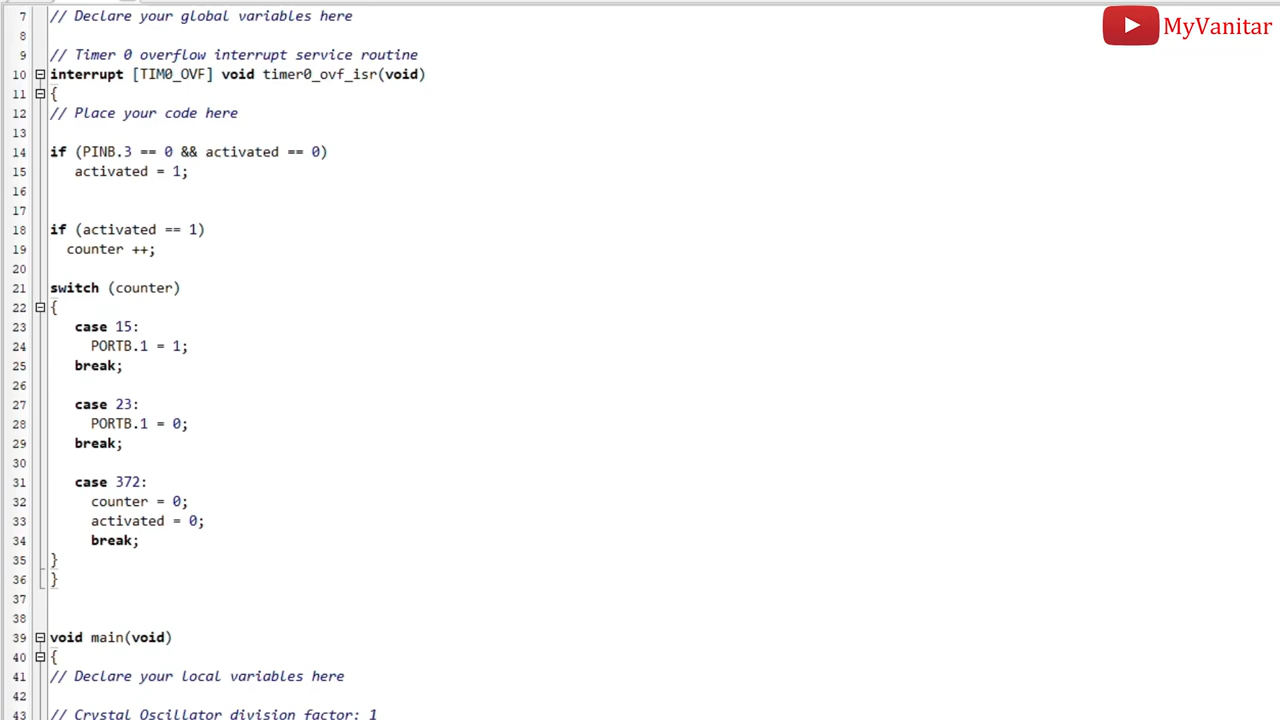 MyVanitar
7 // Declare your global variables here
8
9 // Timer 0 overflow interrupt service routine
10 interrupt [TIM0_OVF] void timer0_ovf_isr(void)
11 {
12 // Place your code here
13
14 if (PINB.3 == 0 && activated == 0)
15 activated = 1;
16
17
18 if (activated == 1)
19 counter ++;
20
21 switch (counter)
22 {
23 case 15:
24 PORTB.1 = 1;
25 break;
26
27 case 23:
28 PORTB.1 = 0;
29 break;
30
31 case 372:
32 counter = 0;
33 activated = 0;
34 break;
35 }
36 }
37
38
39 void main(void)
40 {
41 // Declare your local variables here
42
43 // Crystal Oscillator division factor: 1